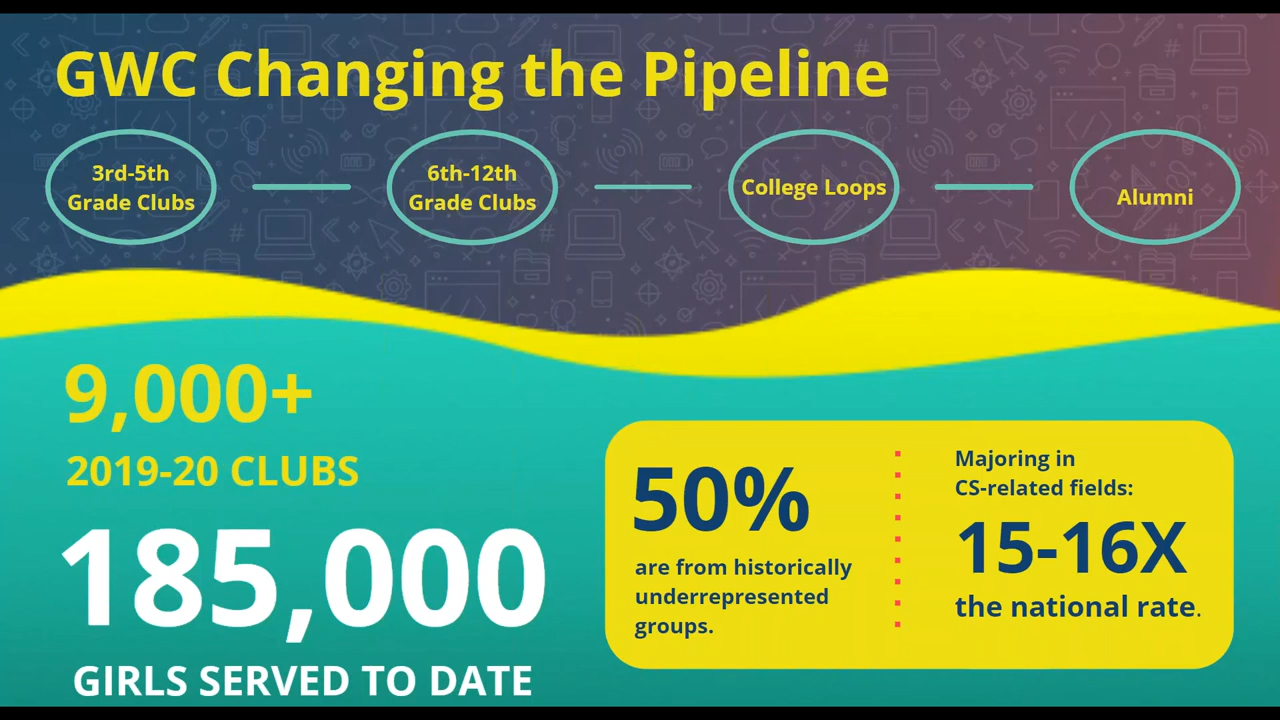 GWC Changing the Pipeline
3rd-5th
Grade Clubs
6th-12th
Grade Clubs
College Loops
Alumni
9,000+
2019-20 CLUBS
185,000
GIRLS SERVED TO DATE
50%
are from historically
underrepresented
groups.
Majoring in
CS-related fields:
15-16X
the national rate.